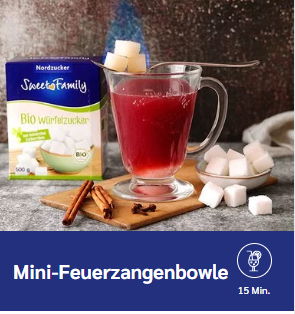 Nordzucker
Sweet Family
Bio Würfelzucker
BIO
500 g
Mini-Feuerzangenbowle
15 Min.